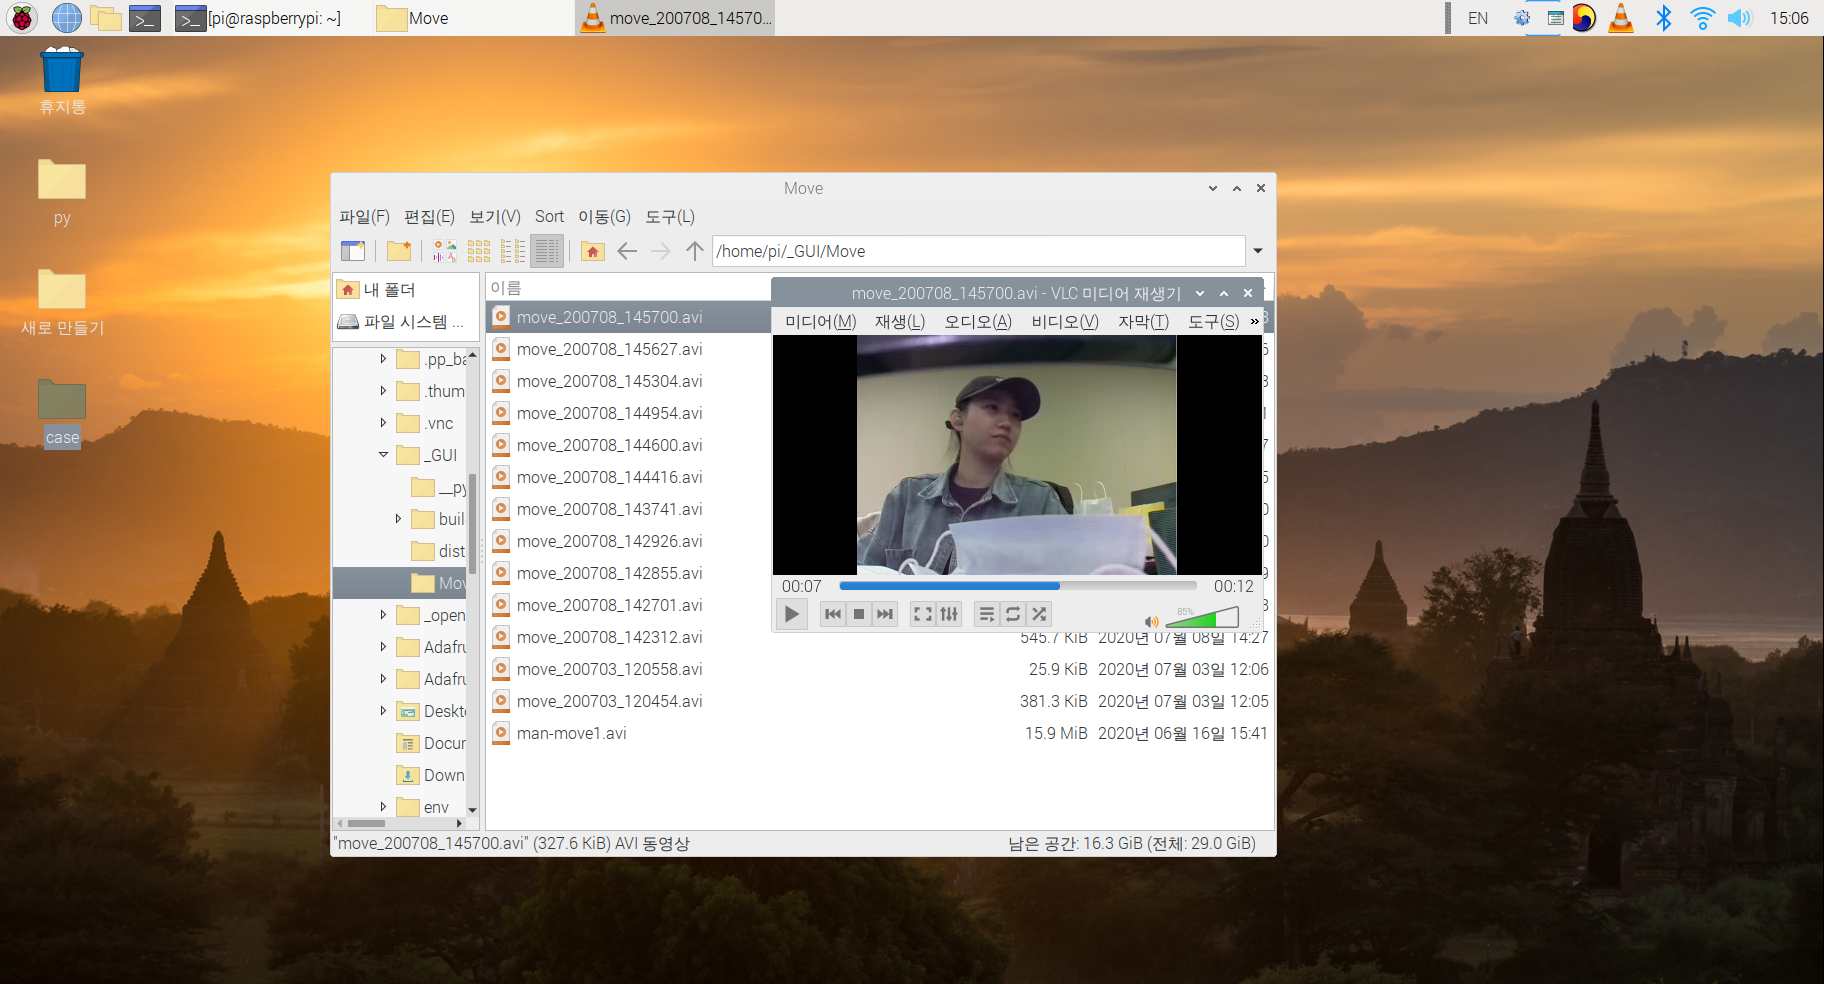 [pi@raspberrypi: ~]
Move
move_200708_14570...
EN
15:06
휴지통
py
새로 만들기
case
Move
파일(F) 편집(E) 보기(V) Sort 이동(G) 도구(L)
/home/pi/_GUI/Move
내 폴더
파일 시스템 ...
.pp_ba
.thum
.vnc
_GUI
__py
buil
dist
Mov
_open
Adafru
Adafru
Deskto
Docur
Down
env
이름
move_200708_145700.avi
move_200708_145627.avi
move_200708_145304.avi
move_200708_144954.avi
move_200708_144600.avi
move_200708_144416.avi
move_200708_143741.avi
move_200708_142926.avi
move_200708_142855.avi
move_200708_142701.avi
move_200708_142312.avi 545.7 KiB 2020년 07월 08일 14:27
move_200703_120558.avi 25.9 KiB 2020년 07월 03일 12:06
move_200703_120454.avi 381.3 KiB 2020년 07월 03일 12:05
man-move1.avi 15.9 MiB 2020년 06월 16일 15:41
move_200708_145700.avi - VLC 미디어 재생기
미디어(M) 재생(L) 오디오(A) 비디오(V) 자막(T) 도구(S) »
00:07 00:12
85%
"move_200708_145700.avi" (327.6 KiB) AVI 동영상
남은 공간: 16.3 GiB (전체: 29.0 GiB)